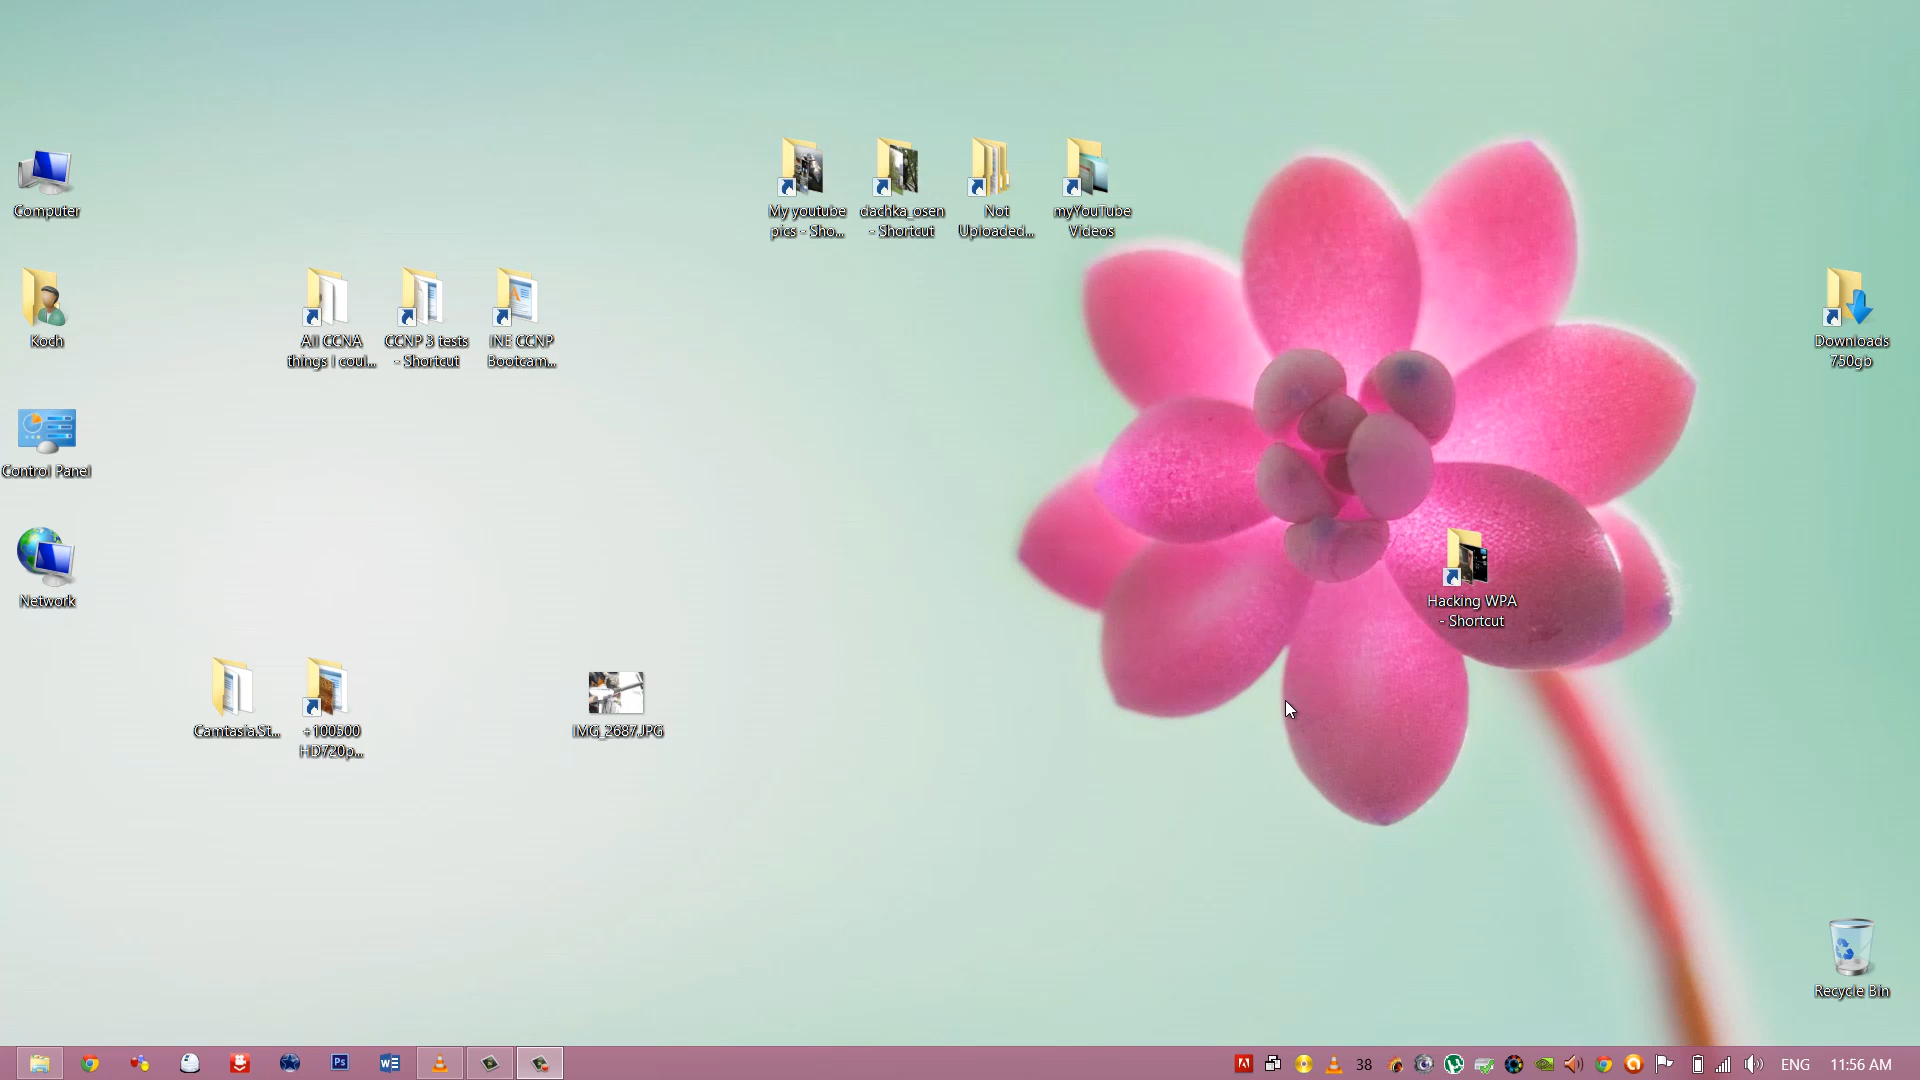 Computer
My youtube
pics - Sho...
dachka_osen
- Shortcut
Not
Uploaded...
myYouTube
Videos
Koch
All CCNA
things I coul...
CCNP 3 tests
- Shortcut
INE CCNP
Bootcam...
Downloads
750gb
Control Panel
Network
Hacking WPA
- Shortcut
Camtasia.St...
+100500
HD720p...
IMG_2687.JPG
Recycle Bin
Ps
38
ENG
11:56 AM